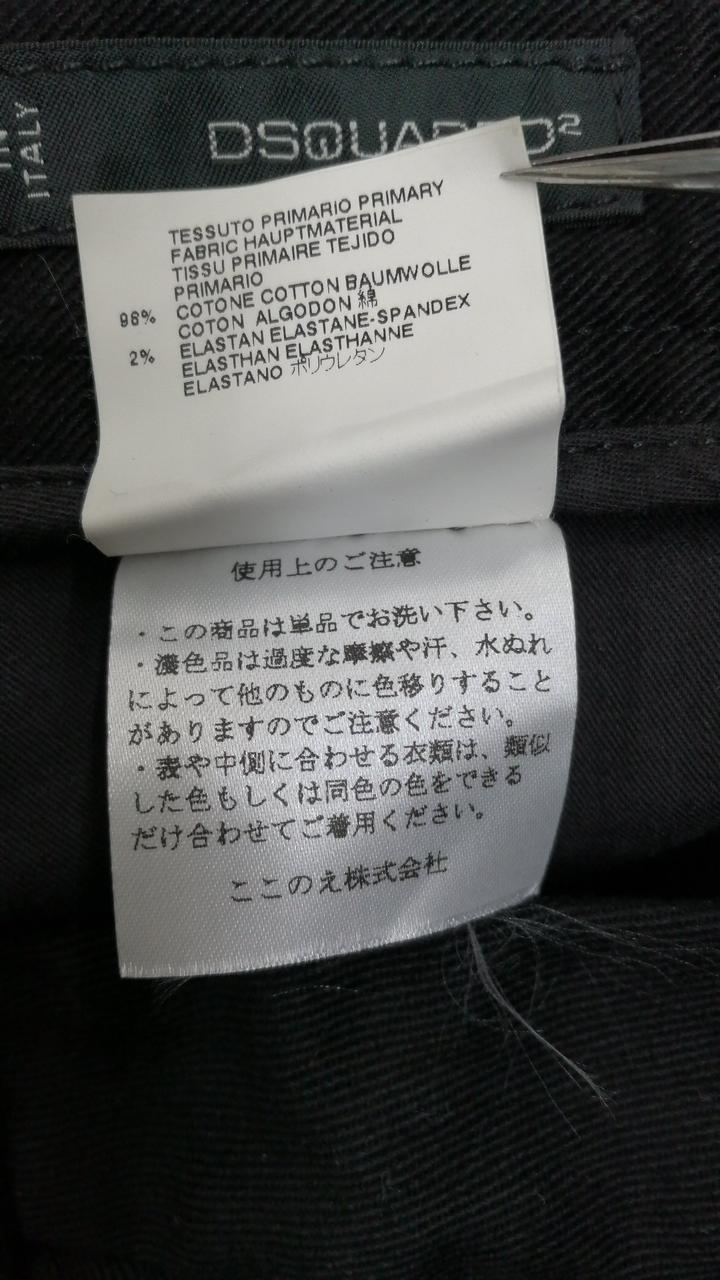 ITALY
DSQUARED2
TESSUTO PRIMARIO PRIMARY
FABRIC HAUPTMATERIAL
TISSU PRIMAIRE TEJIDO
PRIMARIO
98% COTONE COTTON BAUMWOLLE
COTON ALGODON 綿
2% ELASTAN ELASTANE-SPANDEX
ELASTHAN ELASTHANNE
ELASTANO ポリウレタン
使用上のご注意
・この商品は単品でお洗い下さい。
・濃色品は過度な摩擦や汗、水ぬれ
によって他のものに色移りすること
がありますのでご注意ください。
・表や中側に合わせる衣類は、類似
した色もしくは同色の色をできる
だけ合わせてご着用ください。
ここのえ株式会社